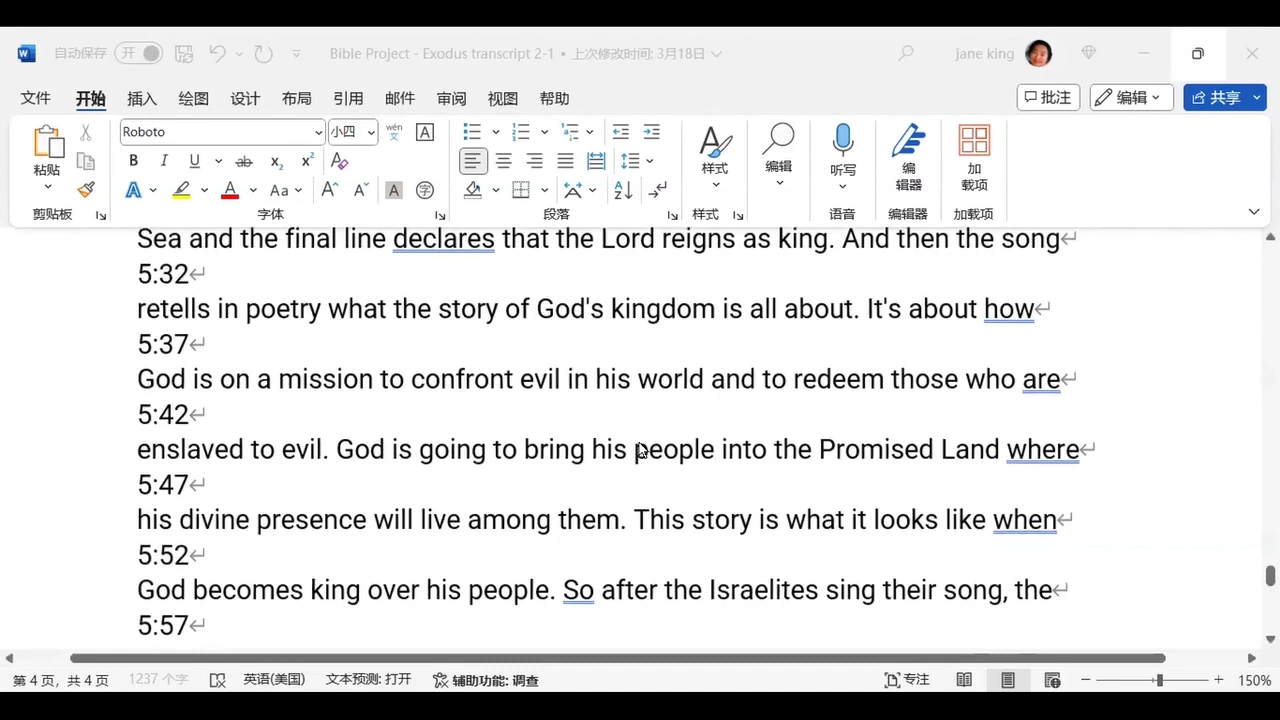 自动保存 开 Bible Project - Exodus transcript 2-1 • 上次修改时间: 3月18日 jane king
文件 开始 插入 绘图 设计 布局 引用 邮件 审阅 视图 帮助 批注 编辑 共享
Roboto 小四 wén 文 A
粘贴 B I U ab x₂ x² 样式 编辑 听写 编辑器 加载项
A A Aa A A A 字
剪贴板 字体 段落 样式 语音 编辑器 加载项
Sea and the final line declares that the Lord reigns as king. And then the song
5:32
retells in poetry what the story of God's kingdom is all about. It's about how
5:37
God is on a mission to confront evil in his world and to redeem those who are
5:42
enslaved to evil. God is going to bring his people into the Promised Land where
5:47
his divine presence will live among them. This story is what it looks like when
5:52
God becomes king over his people. So after the Israelites sing their song, the
5:57
第 4 页，共 4 页 1237 个字 英语(美国) 文本预测: 打开 辅助功能: 调查 专注 150%